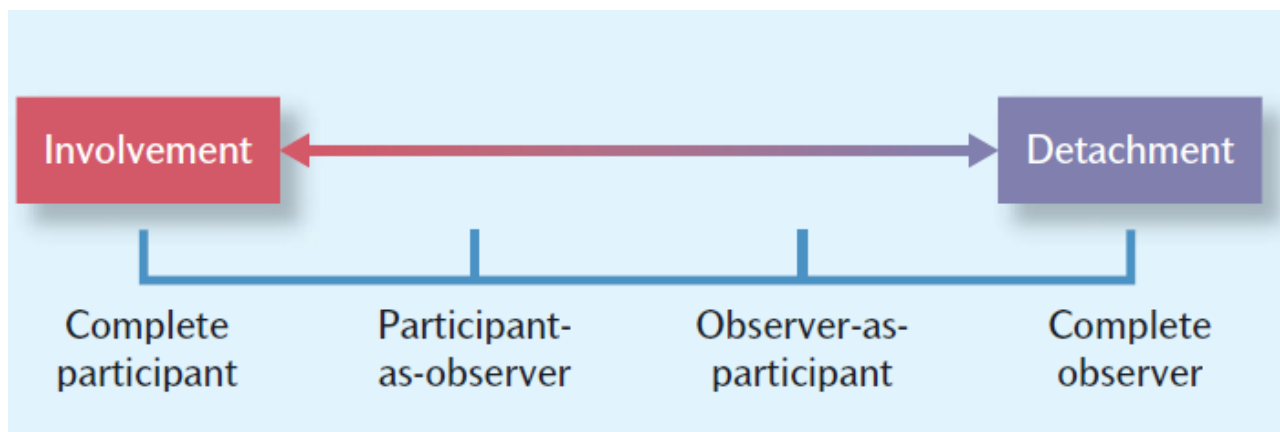 Involvement
Detachment
Complete
participant
Participant-
as-observer
Observer-as-
participant
Complete
observer